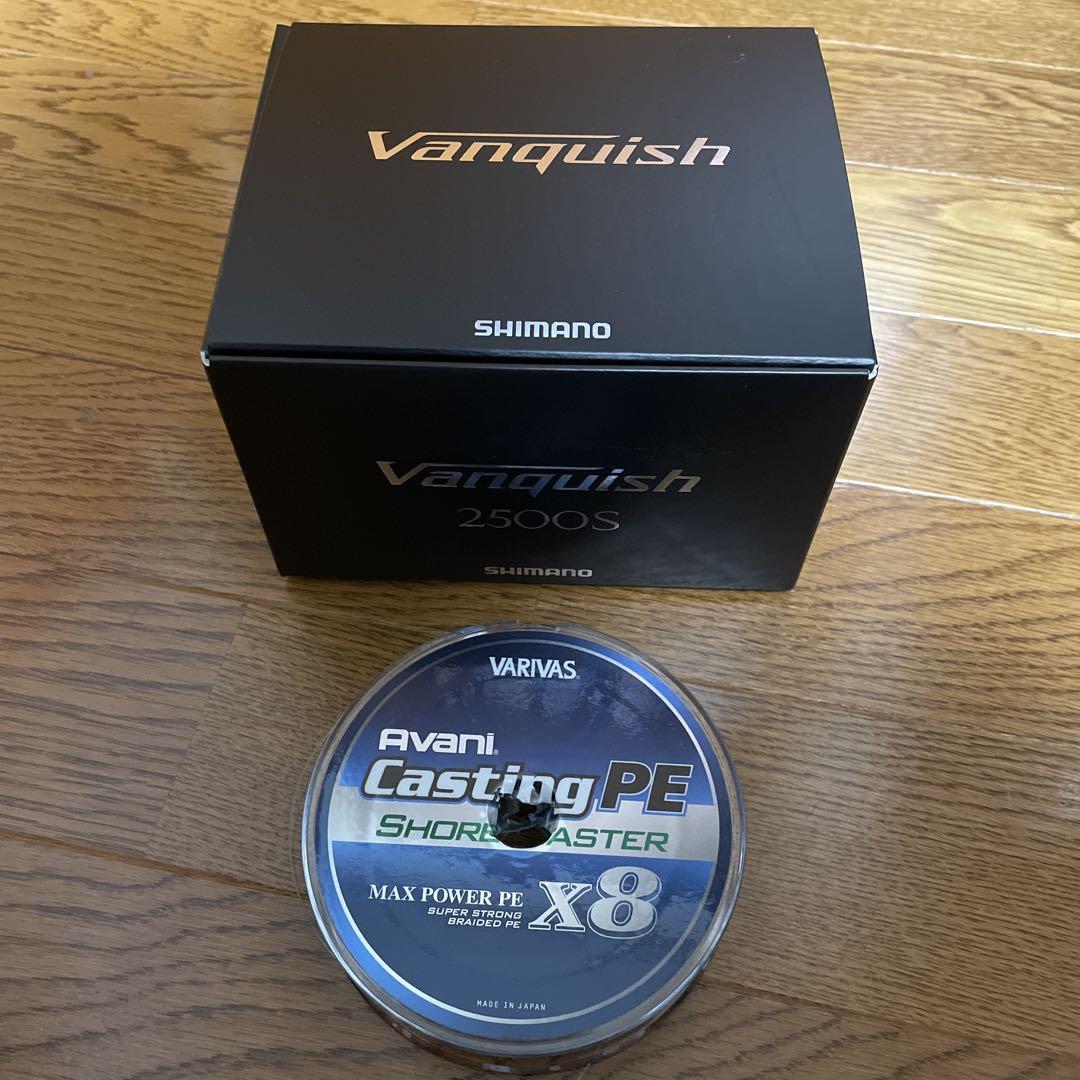 Vanquish
SHIMANO
Vanquish
2500S
SHIMANO
VARIVAS
Avani
Casting PE
MAX POWER PE
SUPER STRONG
BRAIDED PE
X8
MADE IN JAPAN